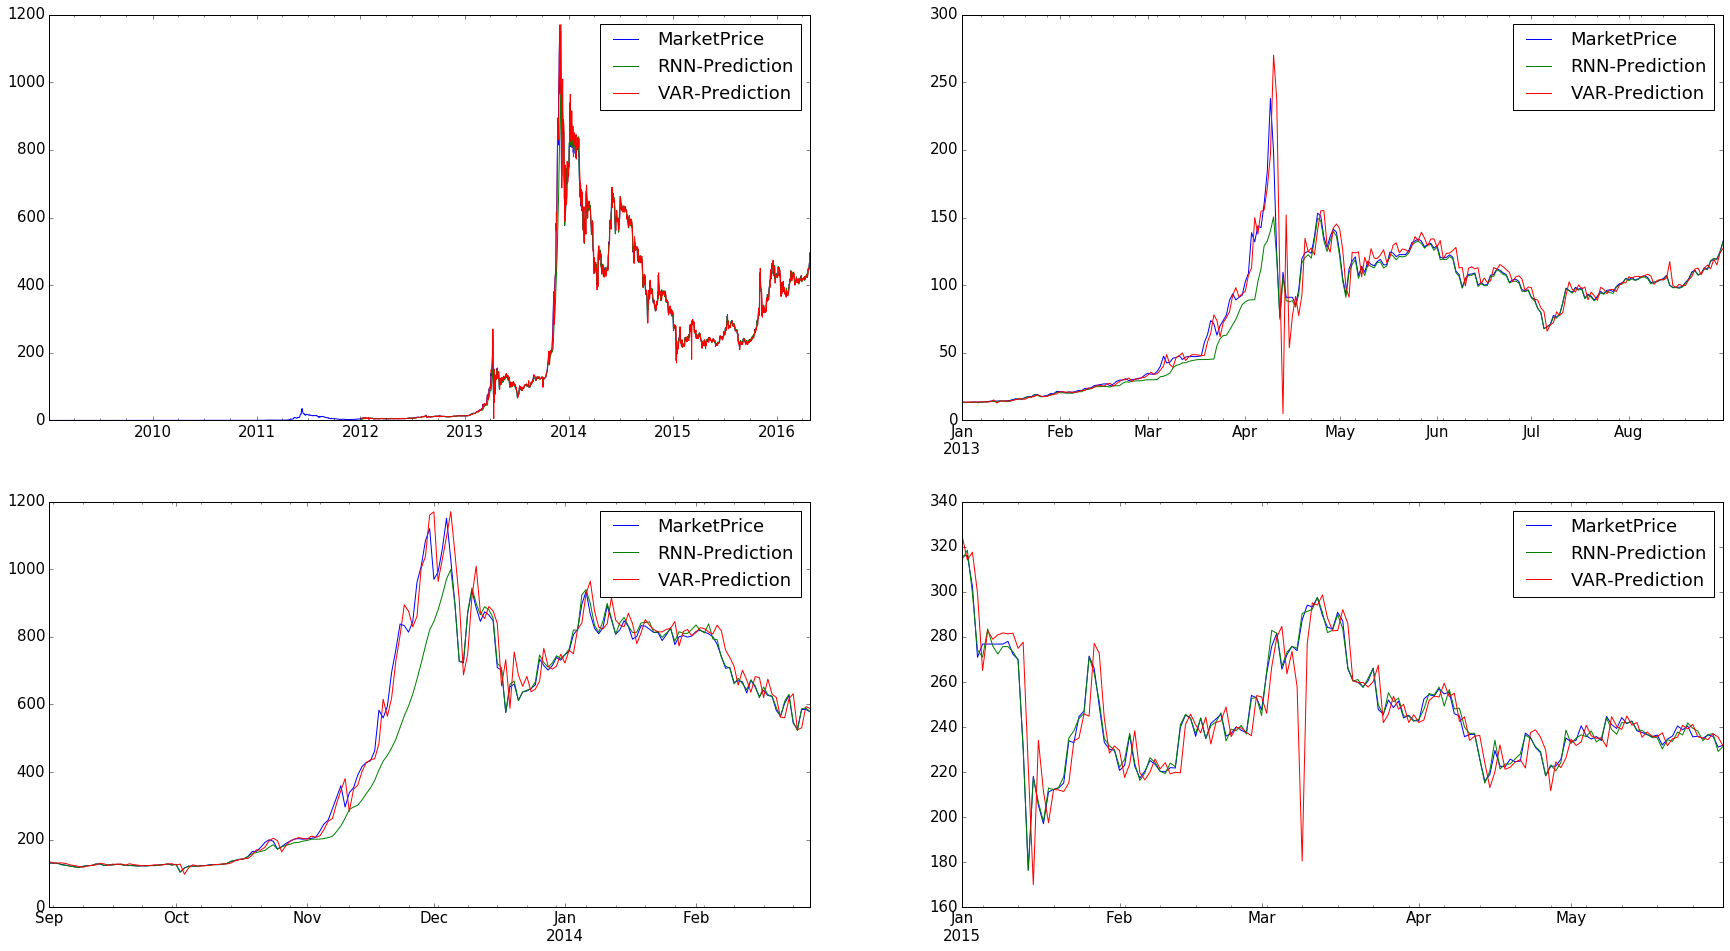 1200
1000
800
600
400
200
0
2010 2011 2012 2013 2014 2015 2016
MarketPrice
RNN-Prediction
VAR-Prediction
300
250
200
150
100
50
0
Jan Feb Mar Apr May Jun Jul Aug
2013
MarketPrice
RNN-Prediction
VAR-Prediction
1200
1000
800
600
400
200
0
Sep Oct Nov Dec Jan Feb
2014
MarketPrice
RNN-Prediction
VAR-Prediction
340
320
300
280
260
240
220
200
180
160
Jan Feb Mar Apr May
2015
MarketPrice
RNN-Prediction
VAR-Prediction